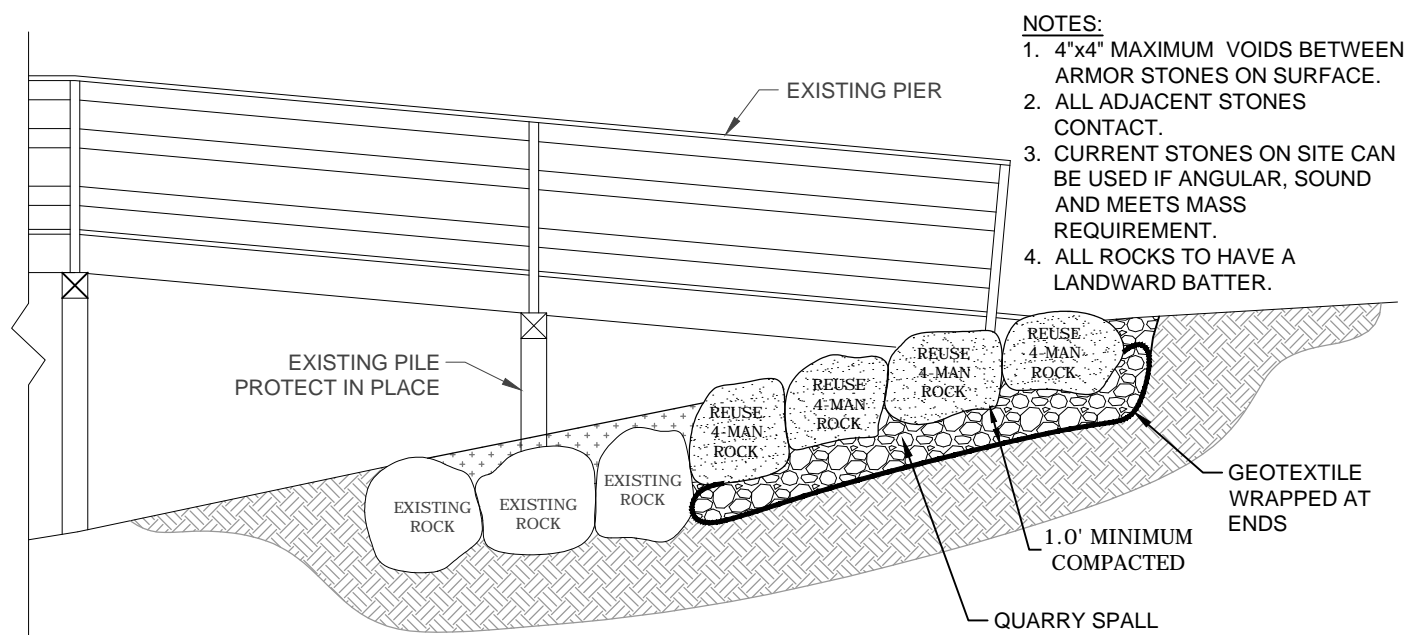 NOTES:
1. 4"x4" MAXIMUM VOIDS BETWEEN
ARMOR STONES ON SURFACE.
2. ALL ADJACENT STONES
CONTACT.
3. CURRENT STONES ON SITE CAN
BE USED IF ANGULAR, SOUND
AND MEETS MASS
REQUIREMENT.
4. ALL ROCKS TO HAVE A
LANDWARD BATTER.
EXISTING PIER
EXISTING PILE
PROTECT IN PLACE
REUSE
4-MAN
ROCK
REUSE
4-MAN
ROCK
REUSE
4-MAN
ROCK
REUSE
4-MAN
ROCK
EXISTING
ROCK
EXISTING
ROCK
EXISTING
ROCK
GEOTEXTILE
WRAPPED AT
ENDS
1.0' MINIMUM
COMPACTED
QUARRY SPALL